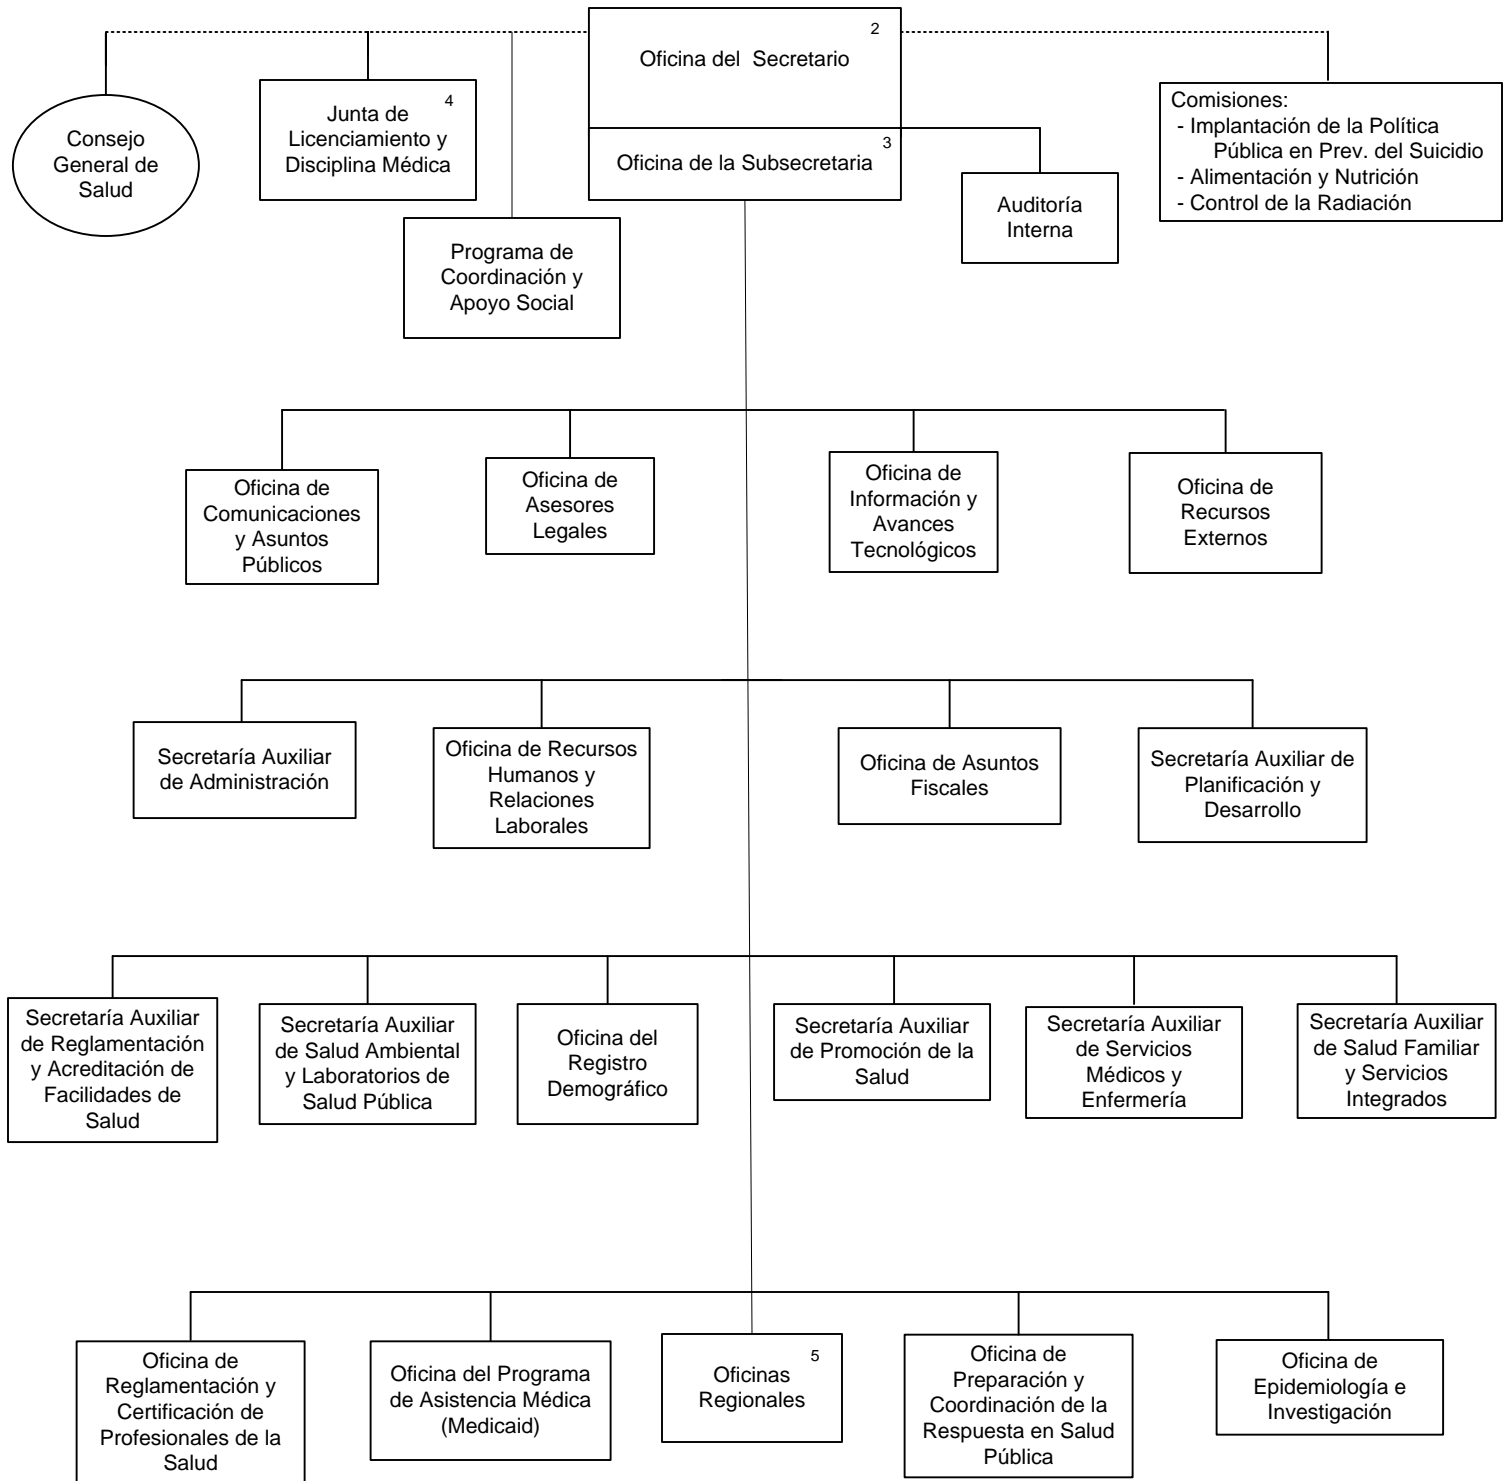 2
Oficina del Secretario
3
Oficina de la Subsecretaria
Consejo
General de
Salud
4
Junta de
Licenciamiento y
Disciplina Médica
Programa de
Coordinación y
Apoyo Social
Auditoría
Interna
Comisiones:
- Implantación de la Política
Pública en Prev. del Suicidio
- Alimentación y Nutrición
- Control de la Radiación
Oficina de
Comunicaciones
y Asuntos
Públicos
Oficina de
Asesores
Legales
Oficina de
Información y
Avances
Tecnológicos
Oficina de
Recursos
Externos
Secretaría Auxiliar
de Administración
Oficina de Recursos
Humanos y
Relaciones
Laborales
Oficina de Asuntos
Fiscales
Secretaría Auxiliar de
Planificación y
Desarrollo
Secretaría Auxiliar
de Reglamentación
y Acreditación de
Facilidades de
Salud
Secretaría Auxiliar
de Salud Ambiental
y Laboratorios de
Salud Pública
Oficina del
Registro
Demográfico
Secretaría Auxiliar
de Promoción de la
Salud
Secretaría Auxiliar
de Servicios
Médicos y
Enfermería
Secretaría Auxiliar
de Salud Familiar
y Servicios
Integrados
Oficina de
Reglamentación y
Certificación de
Profesionales de la
Salud
Oficina del Programa
de Asistencia Médica
(Medicaid)
5
Oficinas
Regionales
Oficina de
Preparación y
Coordinación de la
Respuesta en Salud
Pública
Oficina de
Epidemiología e
Investigación